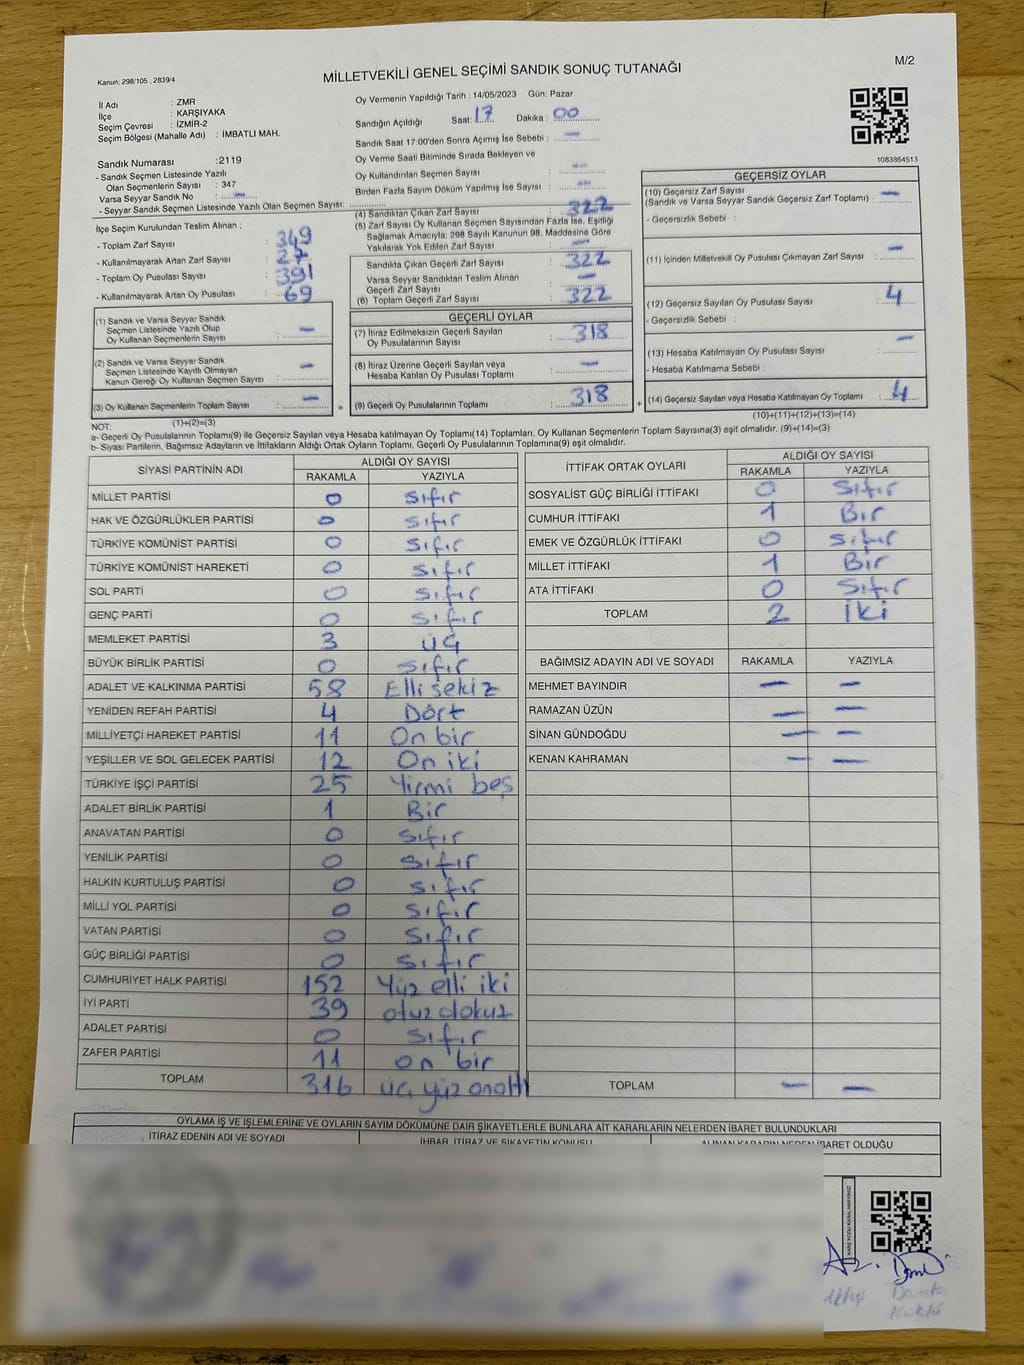 Kanun: 298/105 , 2839/4
MİLLETVEKİLİ GENEL SEÇİMİ SANDIK SONUÇ TUTANAĞI
M/2
İl Adı : ZMR
İlçe : KARŞIYAKA
Seçim Çevresi : İZMİR-2
Seçim Bölgesi (Mahalle Adı) : İMBATLI MAH.
Sandık Numarası :2119
- Sandık Seçmen Listesinde Yazılı
Olan Seçmenlerin Sayısı : 347
Varsa Seyyar Sandık No : —
- Seyyar Sandık Seçmen Listesinde Yazılı Olan Seçmen Sayısı:
Oy Vermenin Yapıldığı Tarih : 14/05/2023 Gün: Pazar
Sandığın Açıldığı Saat: 17 Dakika : 00
Sandık Saat 17:00'den Sonra Açımış İse Sebebi : —
Oy Verme Saati Bitiminde Sırada Bekleyen ve
Oy Kullandırılan Seçmen Sayısı : —
Birden Fazla Sayım Döküm Yapılmış İse Sayısı : —
1083864513
İlçe Seçim Kurulundan Teslim Alınan ;
- Toplam Zarf Sayısı : 349
- Kullanılmayarak Artan Zarf Sayısı : 27
- Toplam Oy Pusulası Sayısı : 391
- Kullanılmayarak Artan Oy Pusulası : 69
(1) Sandık ve Varsa Seyyar Sandık
Seçmen Listesinde Yazılı Olup
Oy Kullanan Seçmenlerin Sayısı : —
(2) Sandık ve Varsa Seyyar Sandık
Seçmen Listesinde Kayıtlı Olmayan
Kanun Gereği Oy Kullanan Seçmen Sayısı : —
(3) Oy Kullanan Seçmenlerin Toplam Sayısı : —
(1)+(2)=(3)
(4) Sandıktan Çıkan Zarf Sayısı : 322
(5) Zarf Sayısı Oy Kullanan Seçmen Sayısından Fazla İse, Eşitliği
Sağlamak Amacıyla; 298 Sayılı Kanunun 98. Maddesine Göre
Yakılarak Yok Edilen Zarf Sayısı : —
Sandıkta Çıkan Geçerli Zarf Sayısı : 322
Varsa Seyyar Sandıktan Teslim Alınan
Geçerli Zarf Sayısı : —
(6) Toplam Geçerli Zarf Sayısı : 322
GEÇERLİ OYLAR
(7) İtiraz Edilmeksizin Geçerli Sayılan
Oy Pusulalarının Sayısı : 318
(8) İtiraz Üzerine Geçerli Sayılan veya
Hesaba Katılan Oy Pusulası Toplamı : —
= (9) Geçerli Oy Pusulalarının Toplamı : 318 +
GEÇERSİZ OYLAR
(10) Geçersiz Zarf Sayısı
(Sandık ve Varsa Seyyar Sandık Geçersiz Zarf Toplamı) : —
- Geçersizlik Sebebi :
(11) İçinden Milletvekili Oy Pusulası Çıkmayan Zarf Sayısı : —
(12) Geçersiz Sayılan Oy Pusulası Sayısı : 4
- Geçersizlik Sebebi :
(13) Hesaba Katılmayan Oy Pusulası Sayısı : —
- Hesaba Katılmama Sebebi :
(14) Geçersiz Sayılan veya Hesaba Katılmayan Oy Toplamı : 4
(10)+(11)+(12)+(13)=(14)
NOT:
a- Geçerli Oy Pusulalarının Toplamı(9) ile Geçersiz Sayılan veya Hesaba katılmayan Oy Toplamı(14) Toplamları, Oy Kullanan Seçmenlerin Toplam Sayısına(3) eşit olmalıdır. (9)+(14)=(3)
b- Siyasi Partilerin, Bağımsız Adayların ve İttifakların Aldığı Ortak Oyların Toplamı, Geçerli Oy Pusulalarının Toplamına(9) eşit olmalıdır.
SİYASİ PARTİNİN ADI ALDIĞI OY SAYISI
RAKAMLA YAZIYLA
MİLLET PARTİSİ 0 Sıfır
HAK VE ÖZGÜRLÜKLER PARTİSİ 0 Sıfır
TÜRKİYE KOMÜNİST PARTİSİ 0 Sıfır
TÜRKİYE KOMÜNİST HAREKETİ 0 Sıfır
SOL PARTİ 0 Sıfır
GENÇ PARTİ 0 Sıfır
MEMLEKET PARTİSİ 3 Üç
BÜYÜK BİRLİK PARTİSİ 0 Sıfır
ADALET VE KALKINMA PARTİSİ 58 Elli sekiz
YENİDEN REFAH PARTİSİ 4 Dört
MİLLİYETÇİ HAREKET PARTİSİ 11 On bir
YEŞİLLER VE SOL GELECEK PARTİSİ 12 On iki
TÜRKİYE İŞÇİ PARTİSİ 25 Yirmi beş
ADALET BİRLİK PARTİSİ 1 Bir
ANAVATAN PARTİSİ 0 Sıfır
YENİLİK PARTİSİ 0 Sıfır
HALKIN KURTULUŞ PARTİSİ 0 Sıfır
MİLLİ YOL PARTİSİ 0 Sıfır
VATAN PARTİSİ 0 Sıfır
GÜÇ BİRLİĞİ PARTİSİ 0 Sıfır
CUMHURİYET HALK PARTİSİ 152 Yüz elli iki
İYİ PARTİ 39 otuz dokuz
ADALET PARTİSİ 0 Sıfır
ZAFER PARTİSİ 11 on bir
TOPLAM 316 üç yüz onaltı
İTTİFAK ORTAK OYLARI ALDIĞI OY SAYISI
RAKAMLA YAZIYLA
SOSYALİST GÜÇ BİRLİĞİ İTTİFAKI 0 Sıfır
CUMHUR İTTİFAKI 1 Bir
EMEK VE ÖZGÜRLÜK İTTİFAKI 0 Sıfır
MİLLET İTTİFAKI 1 Bir
ATA İTTİFAKI 0 Sıfır
TOPLAM 2 İki
BAĞIMSIZ ADAYIN ADI VE SOYADI RAKAMLA YAZIYLA
MEHMET BAYINDIR — —
RAMAZAN ÜZÜN — —
SİNAN GÜNDOĞDU — —
KENAN KAHRAMAN — —
TOPLAM — —
OYLAMA İŞ VE İŞLEMLERİNE VE OYLARIN SAYIM DÖKÜMÜNE DAİR ŞİKAYETLERLE BUNLARA AİT KARARLARIN NELERDEN İBARET BULUNDUKLARI
İTİRAZ EDENİN ADI VE SOYADI İHBAR, İTİRAZ VE ŞİKAYETİN KONUSU ALINAN KARARIN NEDEN İBARET OLDUĞU